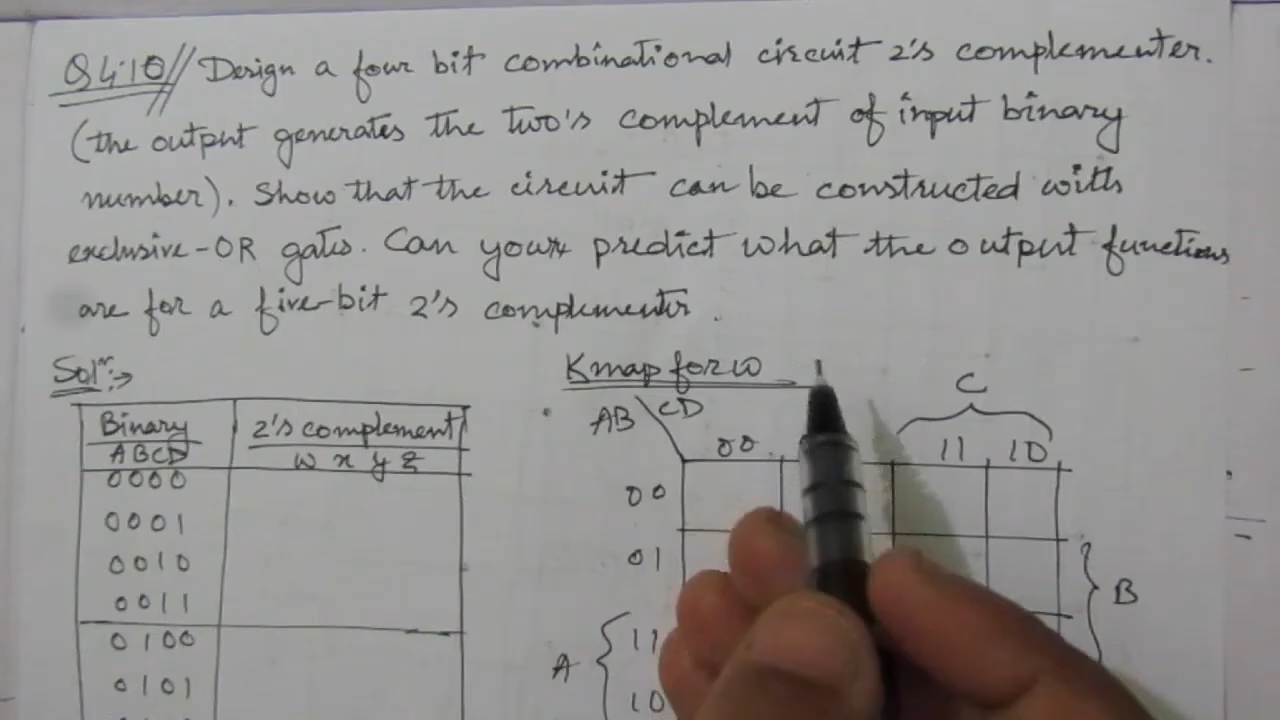 Q4.10// Design a four bit combinational circuit 2's complementer.
(the output generates the two's complement of input binary
number). Show that the circuit can be constructed with
exclusive-OR gates. Can you predict what the output functions
are for a five-bit 2's complementer.
Solⁿ:→
Kmap for w
Binary 2's complement
ABCD w x y z
0000
0001
0010
0011
0100
0101
C
AB CD
00 11 10
00
01
B
A
11
10